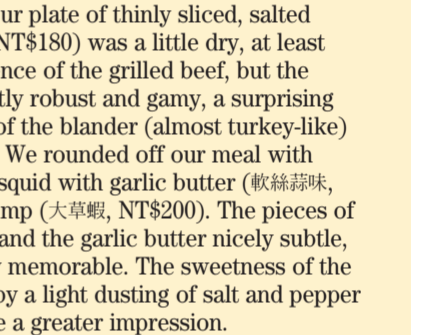 ur plate of thinly sliced, salted
NT$180) was a little dry, at least
nce of the grilled beef, but the
tly robust and gamy, a surprising
of the blander (almost turkey-like)
We rounded off our meal with
squid with garlic butter (軟絲蒜味,
mp (大草蝦, NT$200). The pieces of
and the garlic butter nicely subtle,
memorable. The sweetness of the
by a light dusting of salt and pepper
e a greater impression.